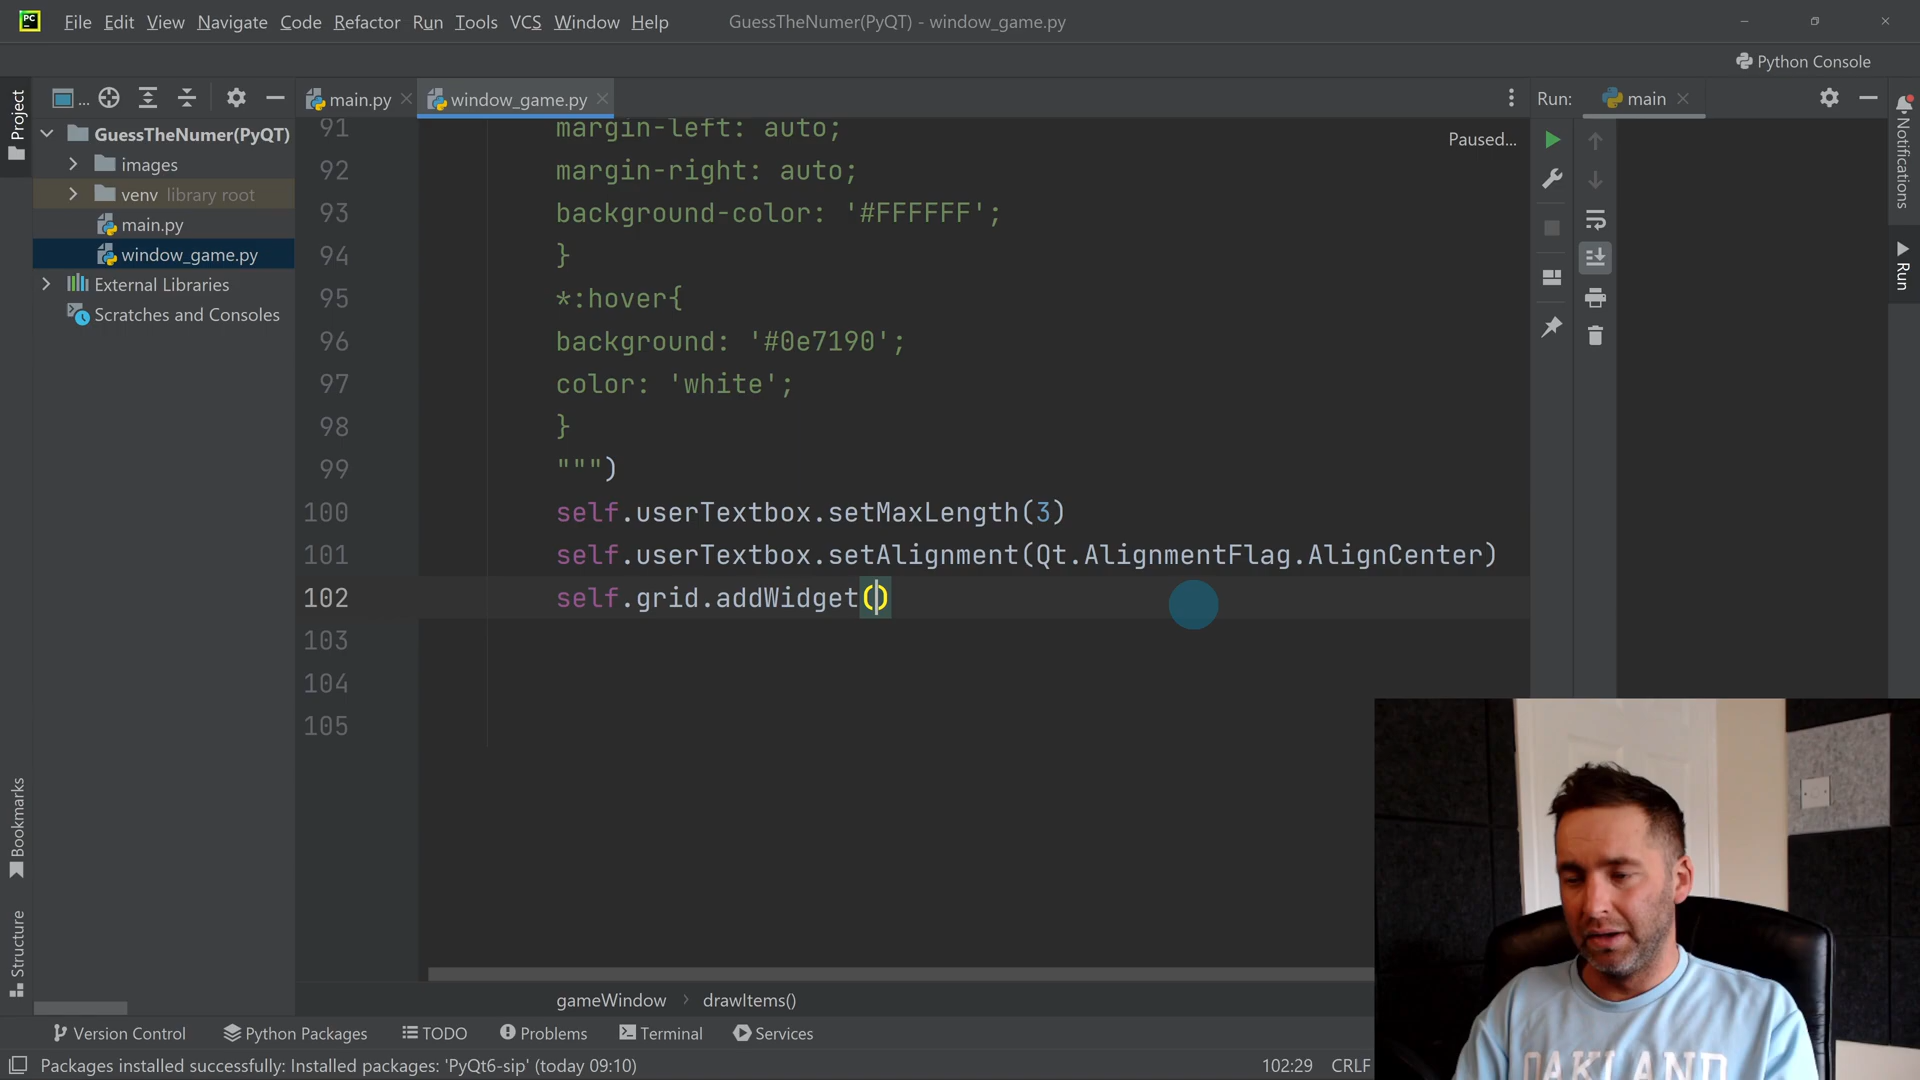 PC File Edit View Navigate Code Refactor Run Tools VCS Window Help GuessTheNumer(PyQT) - window_game.py
Python Console
Project
... main.py window_game.py Run: main
Notifications
Run
GuessTheNumer(PyQT)
images
venv library root
main.py
window_game.py
External Libraries
Scratches and Consoles
Paused...
91 margin-left: auto;
92 margin-right: auto;
93 background-color: '#FFFFFF';
94 }
95 *:hover{
96 background: '#0e7190';
97 color: 'white';
98 }
99 """)
100 self.userTextbox.setMaxLength(3)
101 self.userTextbox.setAlignment(Qt.AlignmentFlag.AlignCenter)
102 self.grid.addWidget()
103
104
105
Bookmarks
Structure
gameWindow > drawItems()
Version Control Python Packages TODO Problems Terminal Services
Packages installed successfully: Installed packages: 'PyQt6-sip' (today 09:10) 102:29 CRLF
OAKLAND